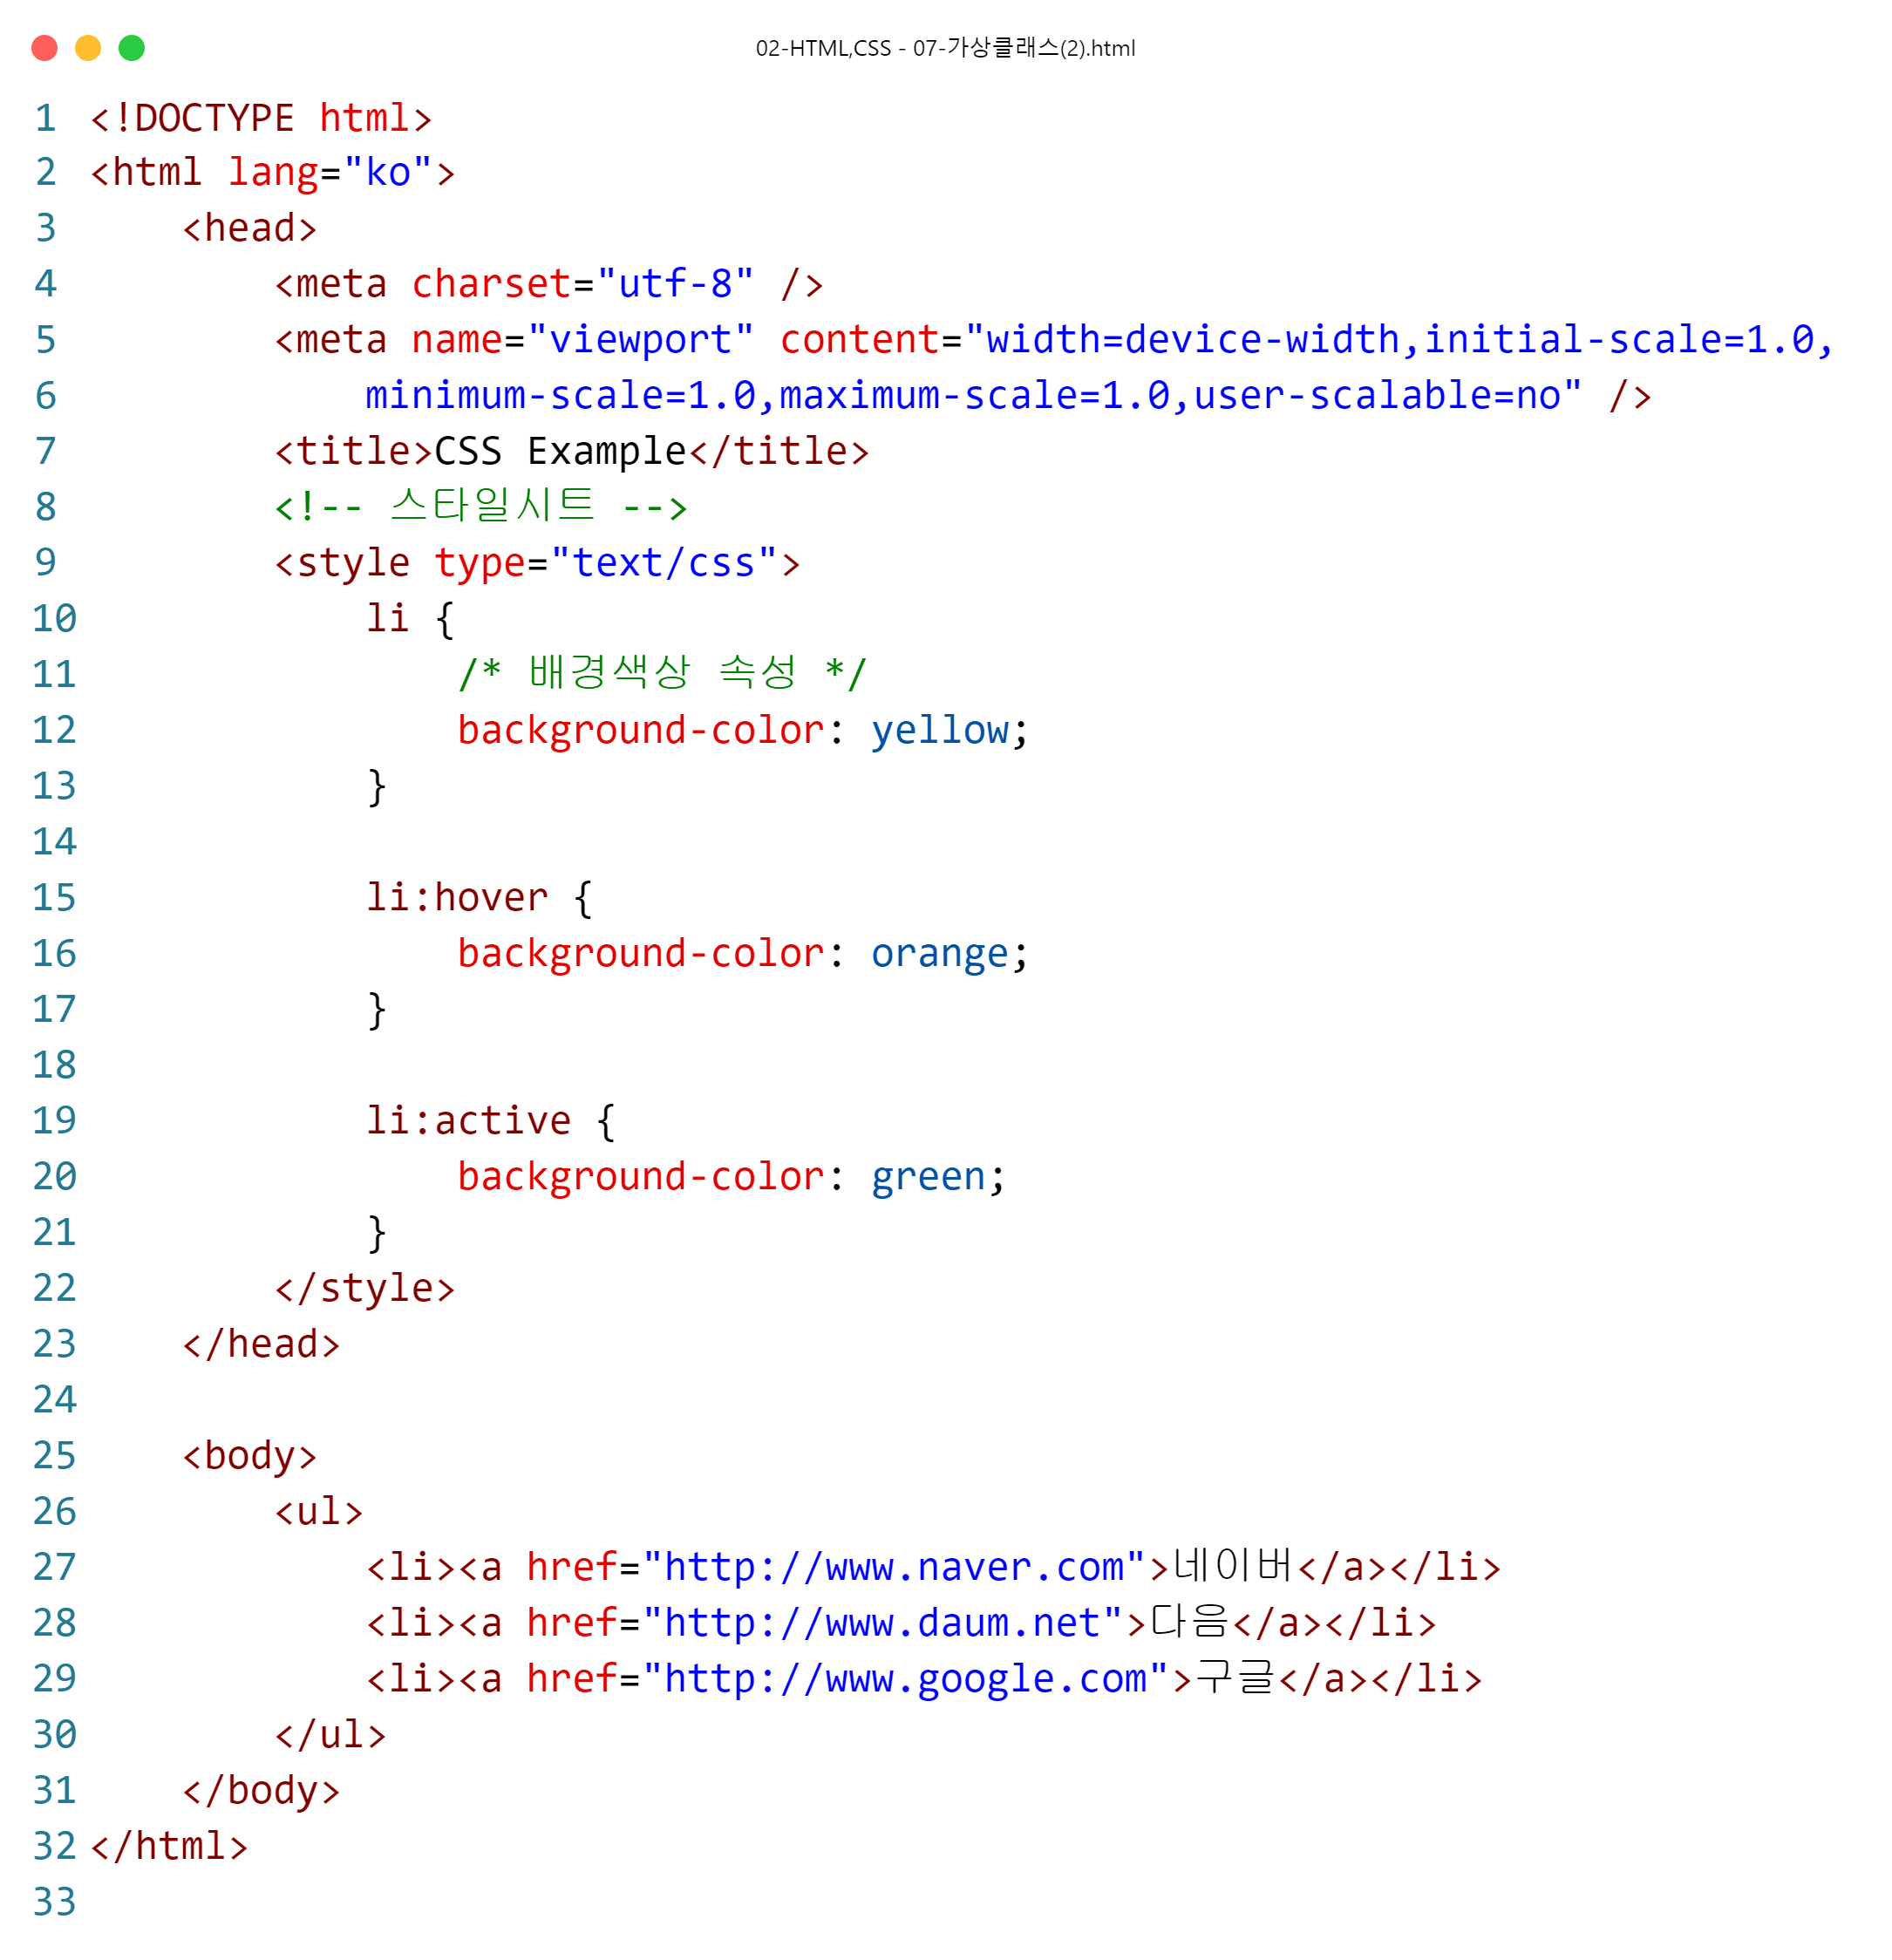 02-HTML,CSS - 07-가상클래스(2).html
1 <!DOCTYPE html>
2 <html lang="ko">
3     <head>
4         <meta charset="utf-8" />
5         <meta name="viewport" content="width=device-width,initial-scale=1.0,
6             minimum-scale=1.0,maximum-scale=1.0,user-scalable=no" />
7         <title>CSS Example</title>
8         <!-- 스타일시트 -->
9         <style type="text/css">
10             li {
11                 /* 배경색상 속성 */
12                 background-color: yellow;
13             }
14
15             li:hover {
16                 background-color: orange;
17             }
18
19             li:active {
20                 background-color: green;
21             }
22         </style>
23     </head>
24
25     <body>
26         <ul>
27             <li><a href="http://www.naver.com">네이버</a></li>
28             <li><a href="http://www.daum.net">다음</a></li>
29             <li><a href="http://www.google.com">구글</a></li>
30         </ul>
31     </body>
32 </html>
33